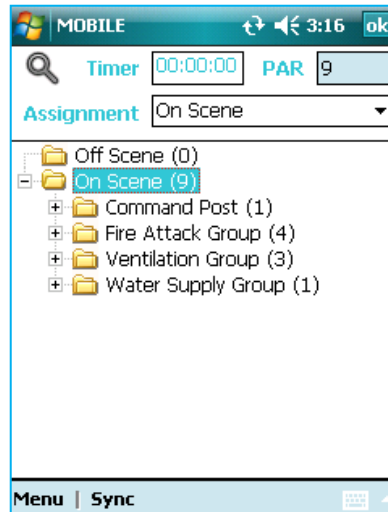 MOBILE 3:16 ok
Timer 00:00:00 PAR 9
Assignment On Scene
Off Scene (0)
On Scene (9)
Command Post (1)
Fire Attack Group (4)
Ventilation Group (3)
Water Supply Group (1)
Menu | Sync